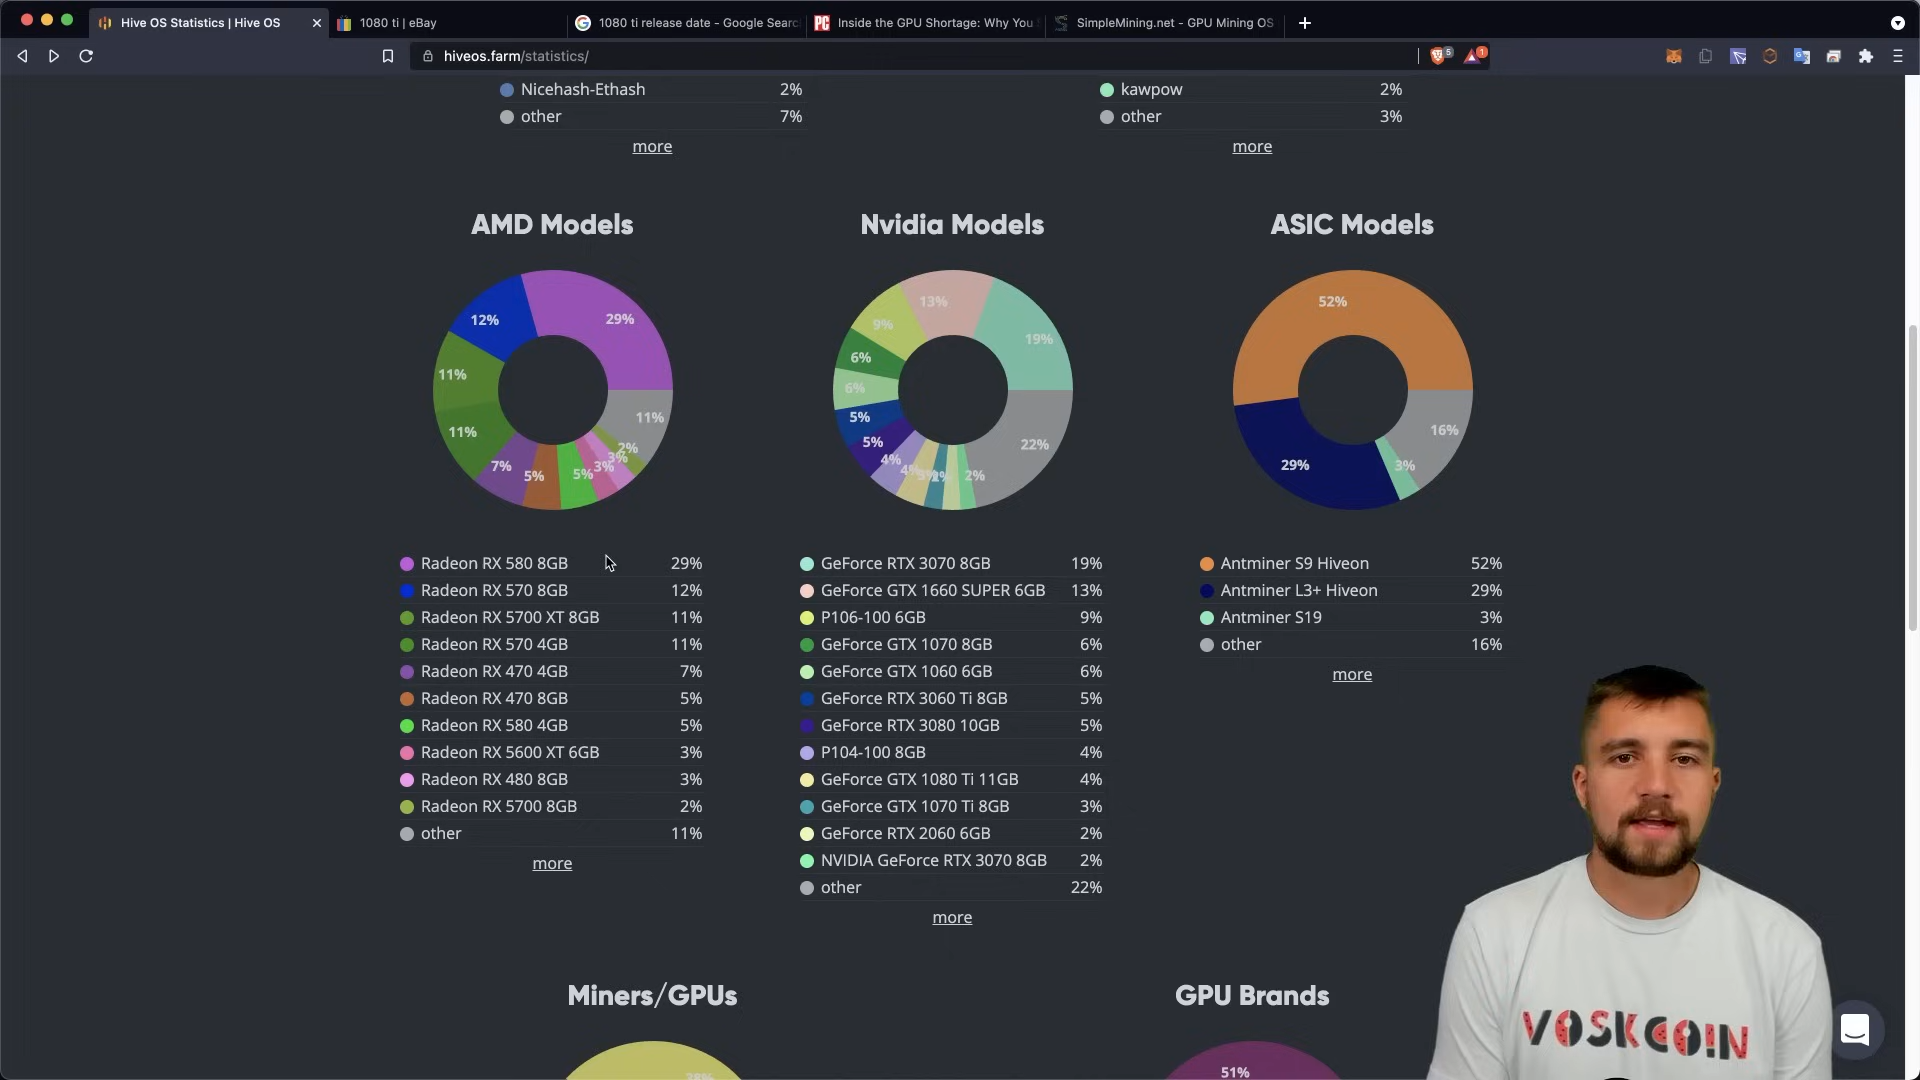 Hive OS Statistics | Hive OS
1080 ti | eBay
1080 ti release date - Google Searc
Inside the GPU Shortage: Why You
SimpleMining.net - GPU Mining OS
hiveos.farm/statistics/
5
1
Nicehash-Ethash 2%
other 7%
more
kawpow 2%
other 3%
more
AMD Models
29%
12%
11%
11%
7%
5%
5%
3%
3%
2%
11%
Radeon RX 580 8GB 29%
Radeon RX 570 8GB 12%
Radeon RX 5700 XT 8GB 11%
Radeon RX 570 4GB 11%
Radeon RX 470 4GB 7%
Radeon RX 470 8GB 5%
Radeon RX 580 4GB 5%
Radeon RX 5600 XT 6GB 3%
Radeon RX 480 8GB 3%
Radeon RX 5700 8GB 2%
other 11%
more
Nvidia Models
19%
13%
9%
6%
6%
5%
5%
4%
4%
2%
22%
GeForce RTX 3070 8GB 19%
GeForce GTX 1660 SUPER 6GB 13%
P106-100 6GB 9%
GeForce GTX 1070 8GB 6%
GeForce GTX 1060 6GB 6%
GeForce RTX 3060 Ti 8GB 5%
GeForce RTX 3080 10GB 5%
P104-100 8GB 4%
GeForce GTX 1080 Ti 11GB 4%
GeForce GTX 1070 Ti 8GB 3%
GeForce RTX 2060 6GB 2%
NVIDIA GeForce RTX 3070 8GB 2%
other 22%
more
ASIC Models
52%
29%
3%
16%
Antminer S9 Hiveon 52%
Antminer L3+ Hiveon 29%
Antminer S19 3%
other 16%
more
Miners/GPUs
GPU Brands
51%
VOSKCOIN